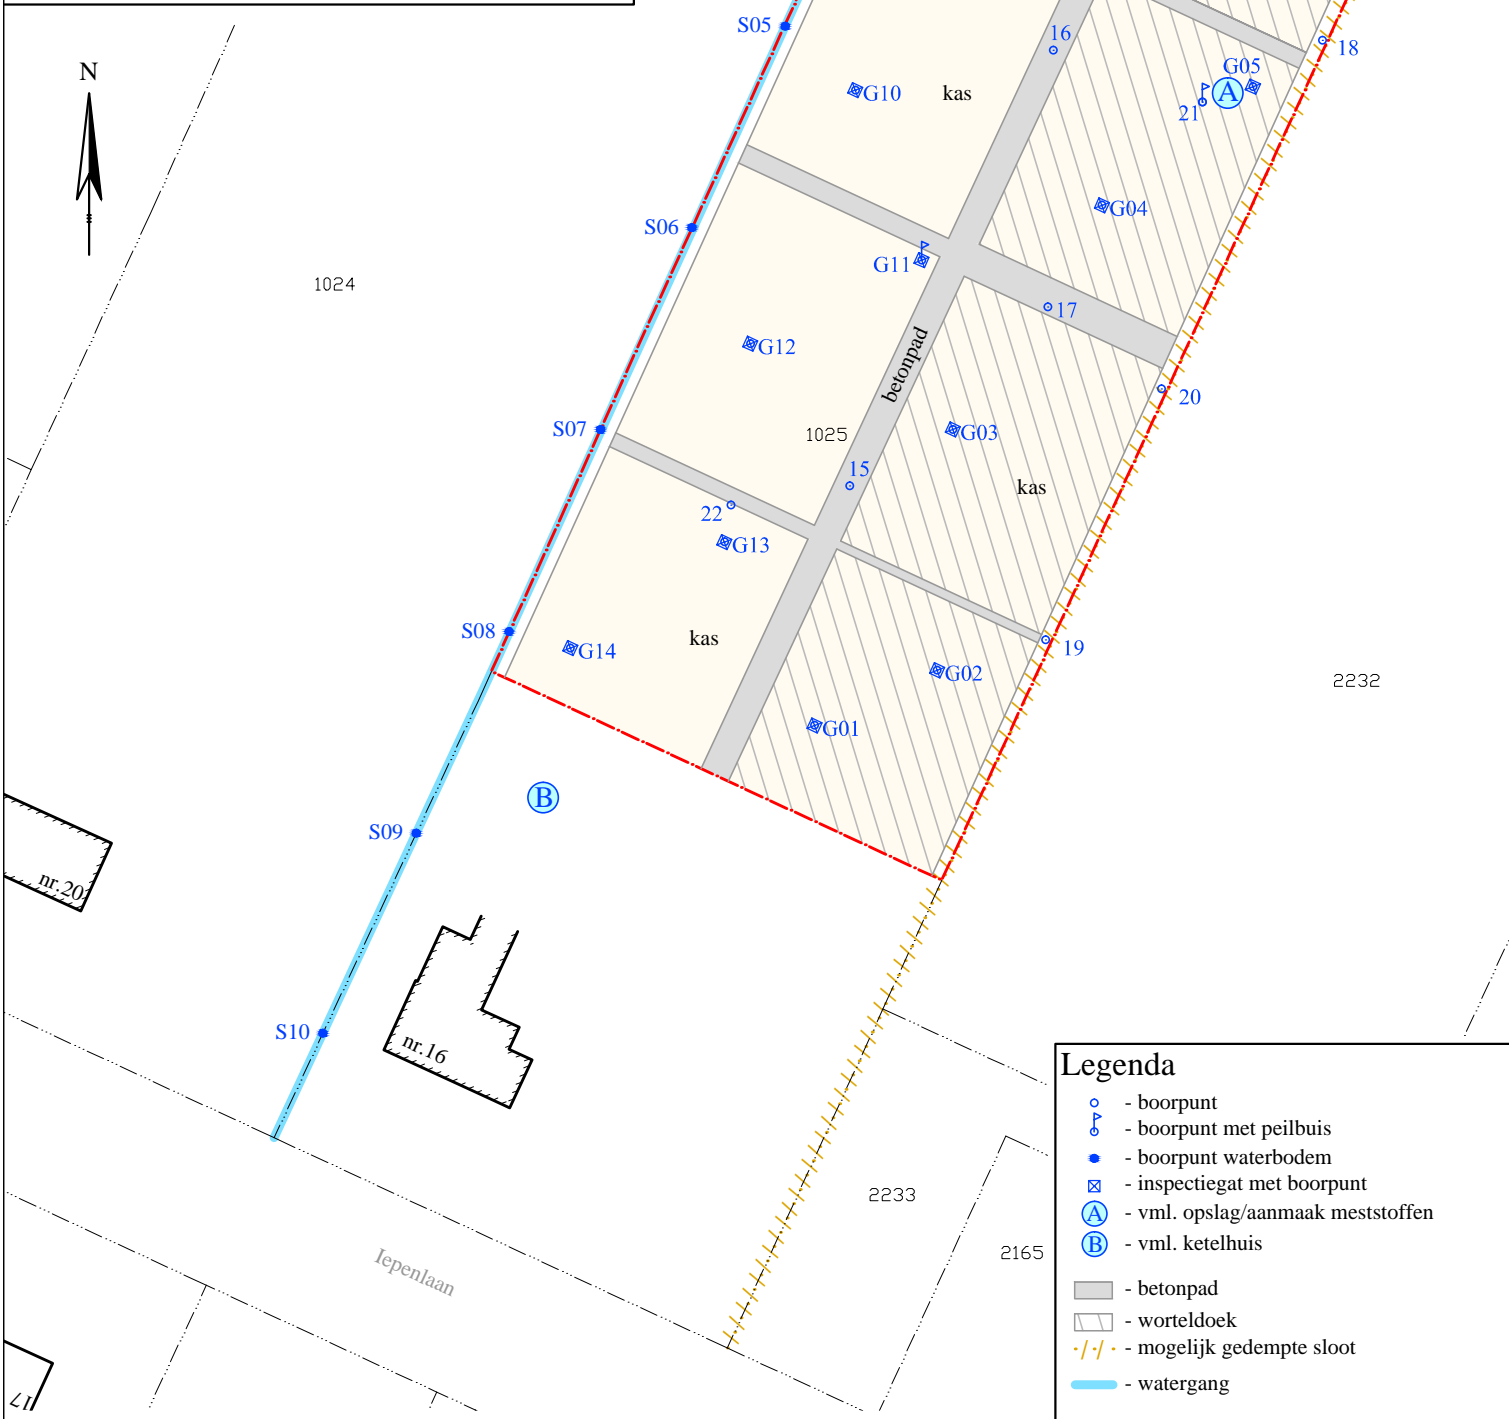 S05
16
18
N
G05
G10
kas
A
21
G04
S06
G11
1024
17
G12
betonpad
20
S07
1025
G03
15
kas
22
G13
S08
kas
19
G14
G02
2232
G01
B
S09
nr.20
S10
nr.16
Legenda
- boorpunt
- boorpunt met peilbuis
- boorpunt waterbodem
- inspectiegat met boorpunt
A - vml. opslag/aanmaak meststoffen
B - vml. ketelhuis
- betonpad
- worteldoek
- mogelijk gedempte sloot
- watergang
2233
2165
Iepenlaan
17